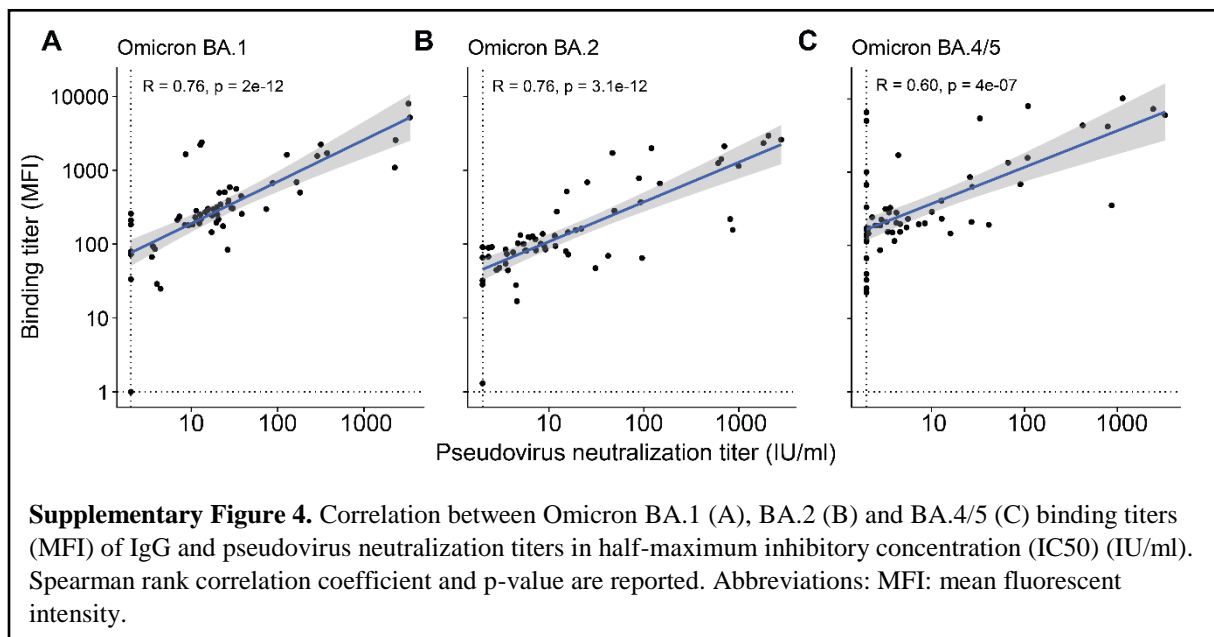 A
Omicron BA.1
B
Omicron BA.2
C
Omicron BA.4/5
R = 0.76, p = 2e-12
R = 0.76, p = 3.1e-12
R = 0.60, p = 4e-07
Binding titer (MFI)
10000
1000
100
10
1
10 100 1000
10 100 1000
10 100 1000
Pseudovirus neutralization titer (IU/ml)
Supplementary Figure 4. Correlation between Omicron BA.1 (A), BA.2 (B) and BA.4/5 (C) binding titers
(MFI) of IgG and pseudovirus neutralization titers in half-maximum inhibitory concentration (IC50) (IU/ml).
Spearman rank correlation coefficient and p-value are reported. Abbreviations: MFI: mean fluorescent
intensity.